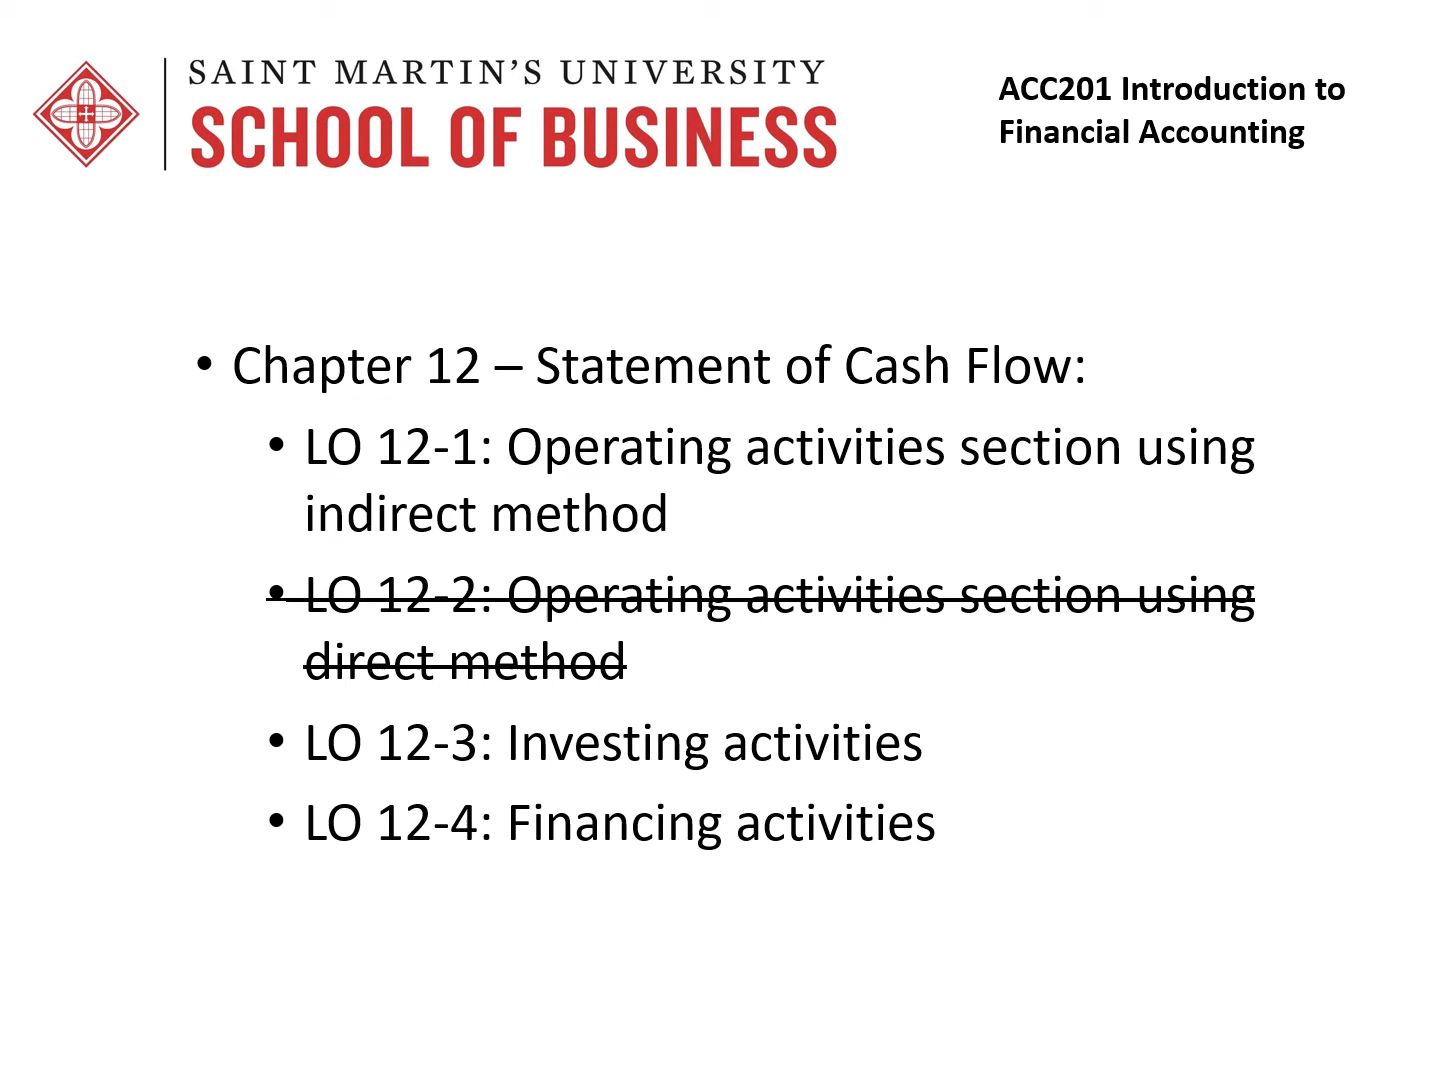 SAINT MARTIN'S UNIVERSITY
SCHOOL OF BUSINESS
ACC201 Introduction to
Financial Accounting
• Chapter 12 – Statement of Cash Flow:
• LO 12-1: Operating activities section using
indirect method
• LO 12-2: Operating activities section using
direct method
• LO 12-3: Investing activities
• LO 12-4: Financing activities